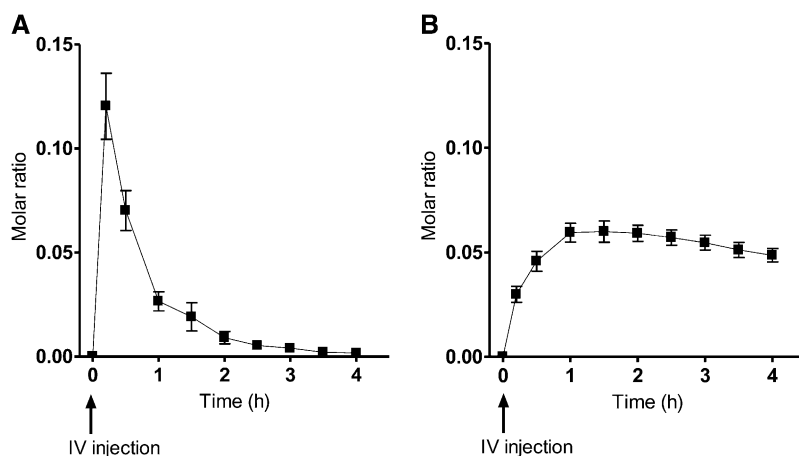 A
0.15
0.10
0.05
0.00
Molar ratio
0 1 2 3 4
Time (h)
IV injection
B
0.15
0.10
0.05
0.00
Molar ratio
0 1 2 3 4
Time (h)
IV injection